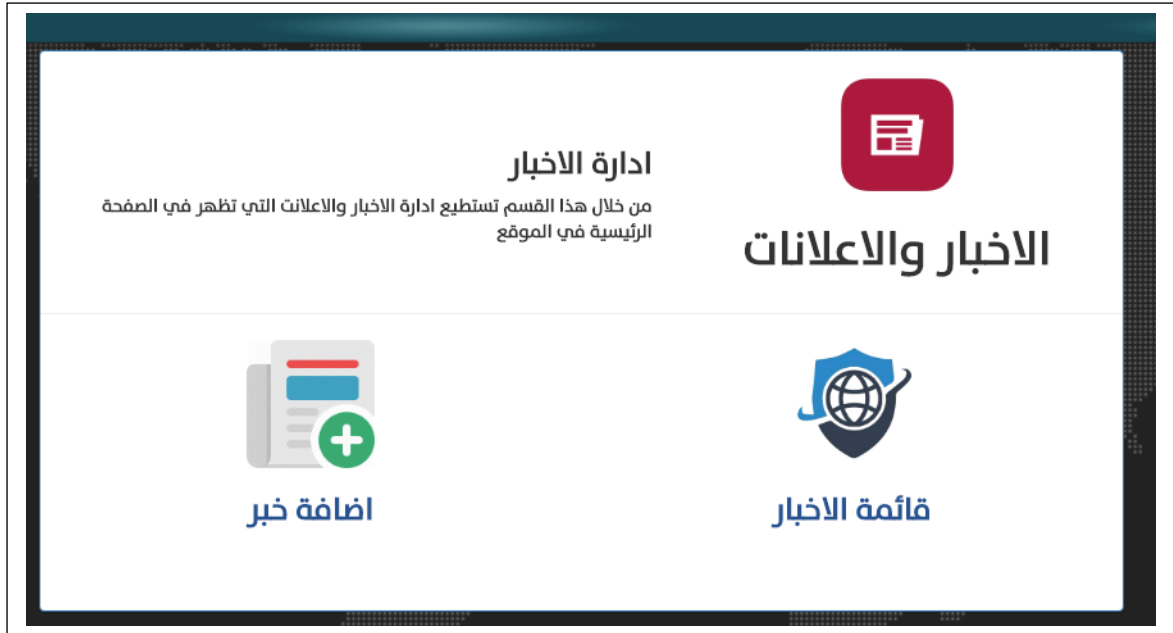 الاخبار والاعلانات
ادارة الاخبار
من خلال هذا القسم تستطيع ادارة الاخبار والاعلانت التي تظهر في الصفحة
الرئيسية في الموقع
قائمة الاخبار
اضافة خبر